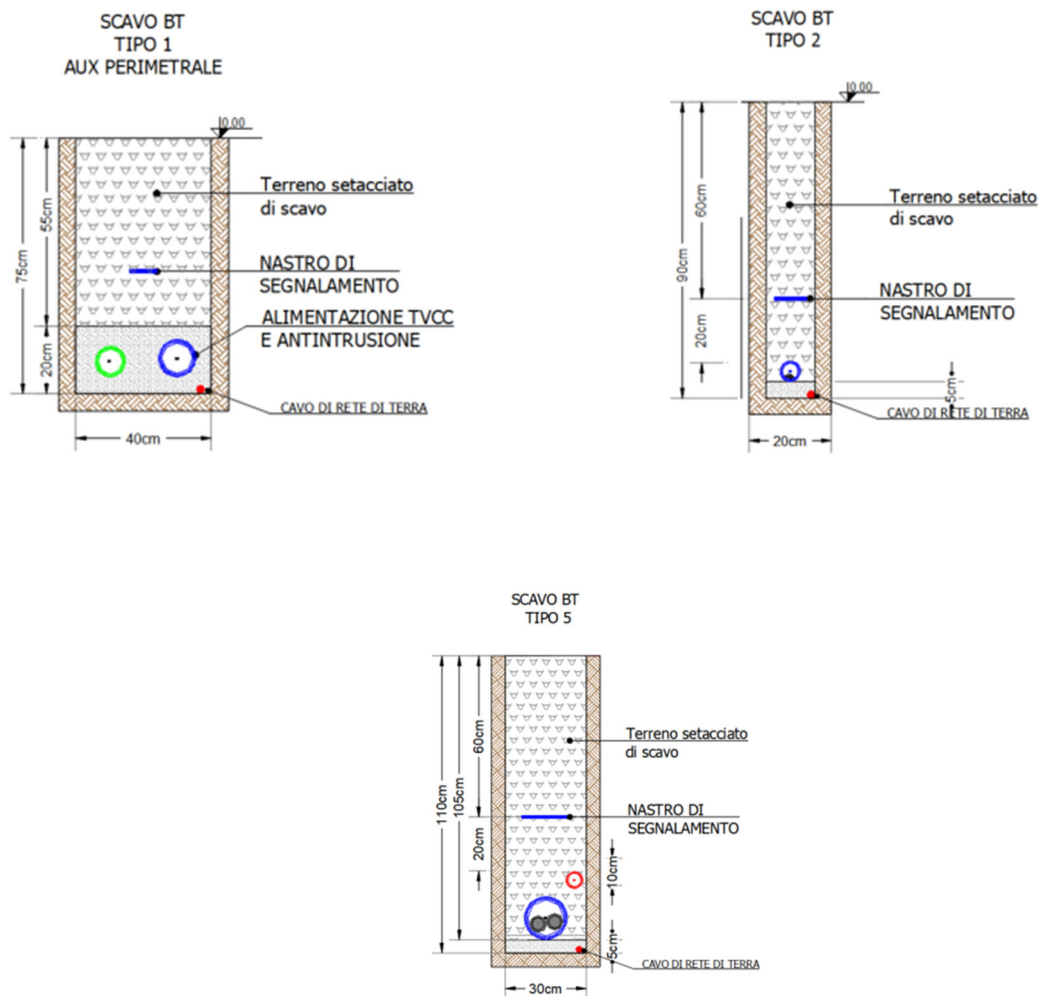 SCAVO BT
TIPO 1
AUX PERIMETRALE
0.00
Terreno setacciato
di scavo
NASTRO DI
SEGNALAMENTO
ALIMENTAZIONE TVCC
E ANTINTRUSIONE
CAVO DI RETE DI TERRA
75cm
55cm
20cm
40cm
SCAVO BT
TIPO 2
0.00
Terreno setacciato
di scavo
NASTRO DI
SEGNALAMENTO
CAVO DI RETE DI TERRA
90cm
60cm
20cm
5cm
20cm
SCAVO BT
TIPO 5
Terreno setacciato
di scavo
NASTRO DI
SEGNALAMENTO
CAVO DI RETE DI TERRA
110cm
105cm
60cm
20cm
10cm
5cm
30cm